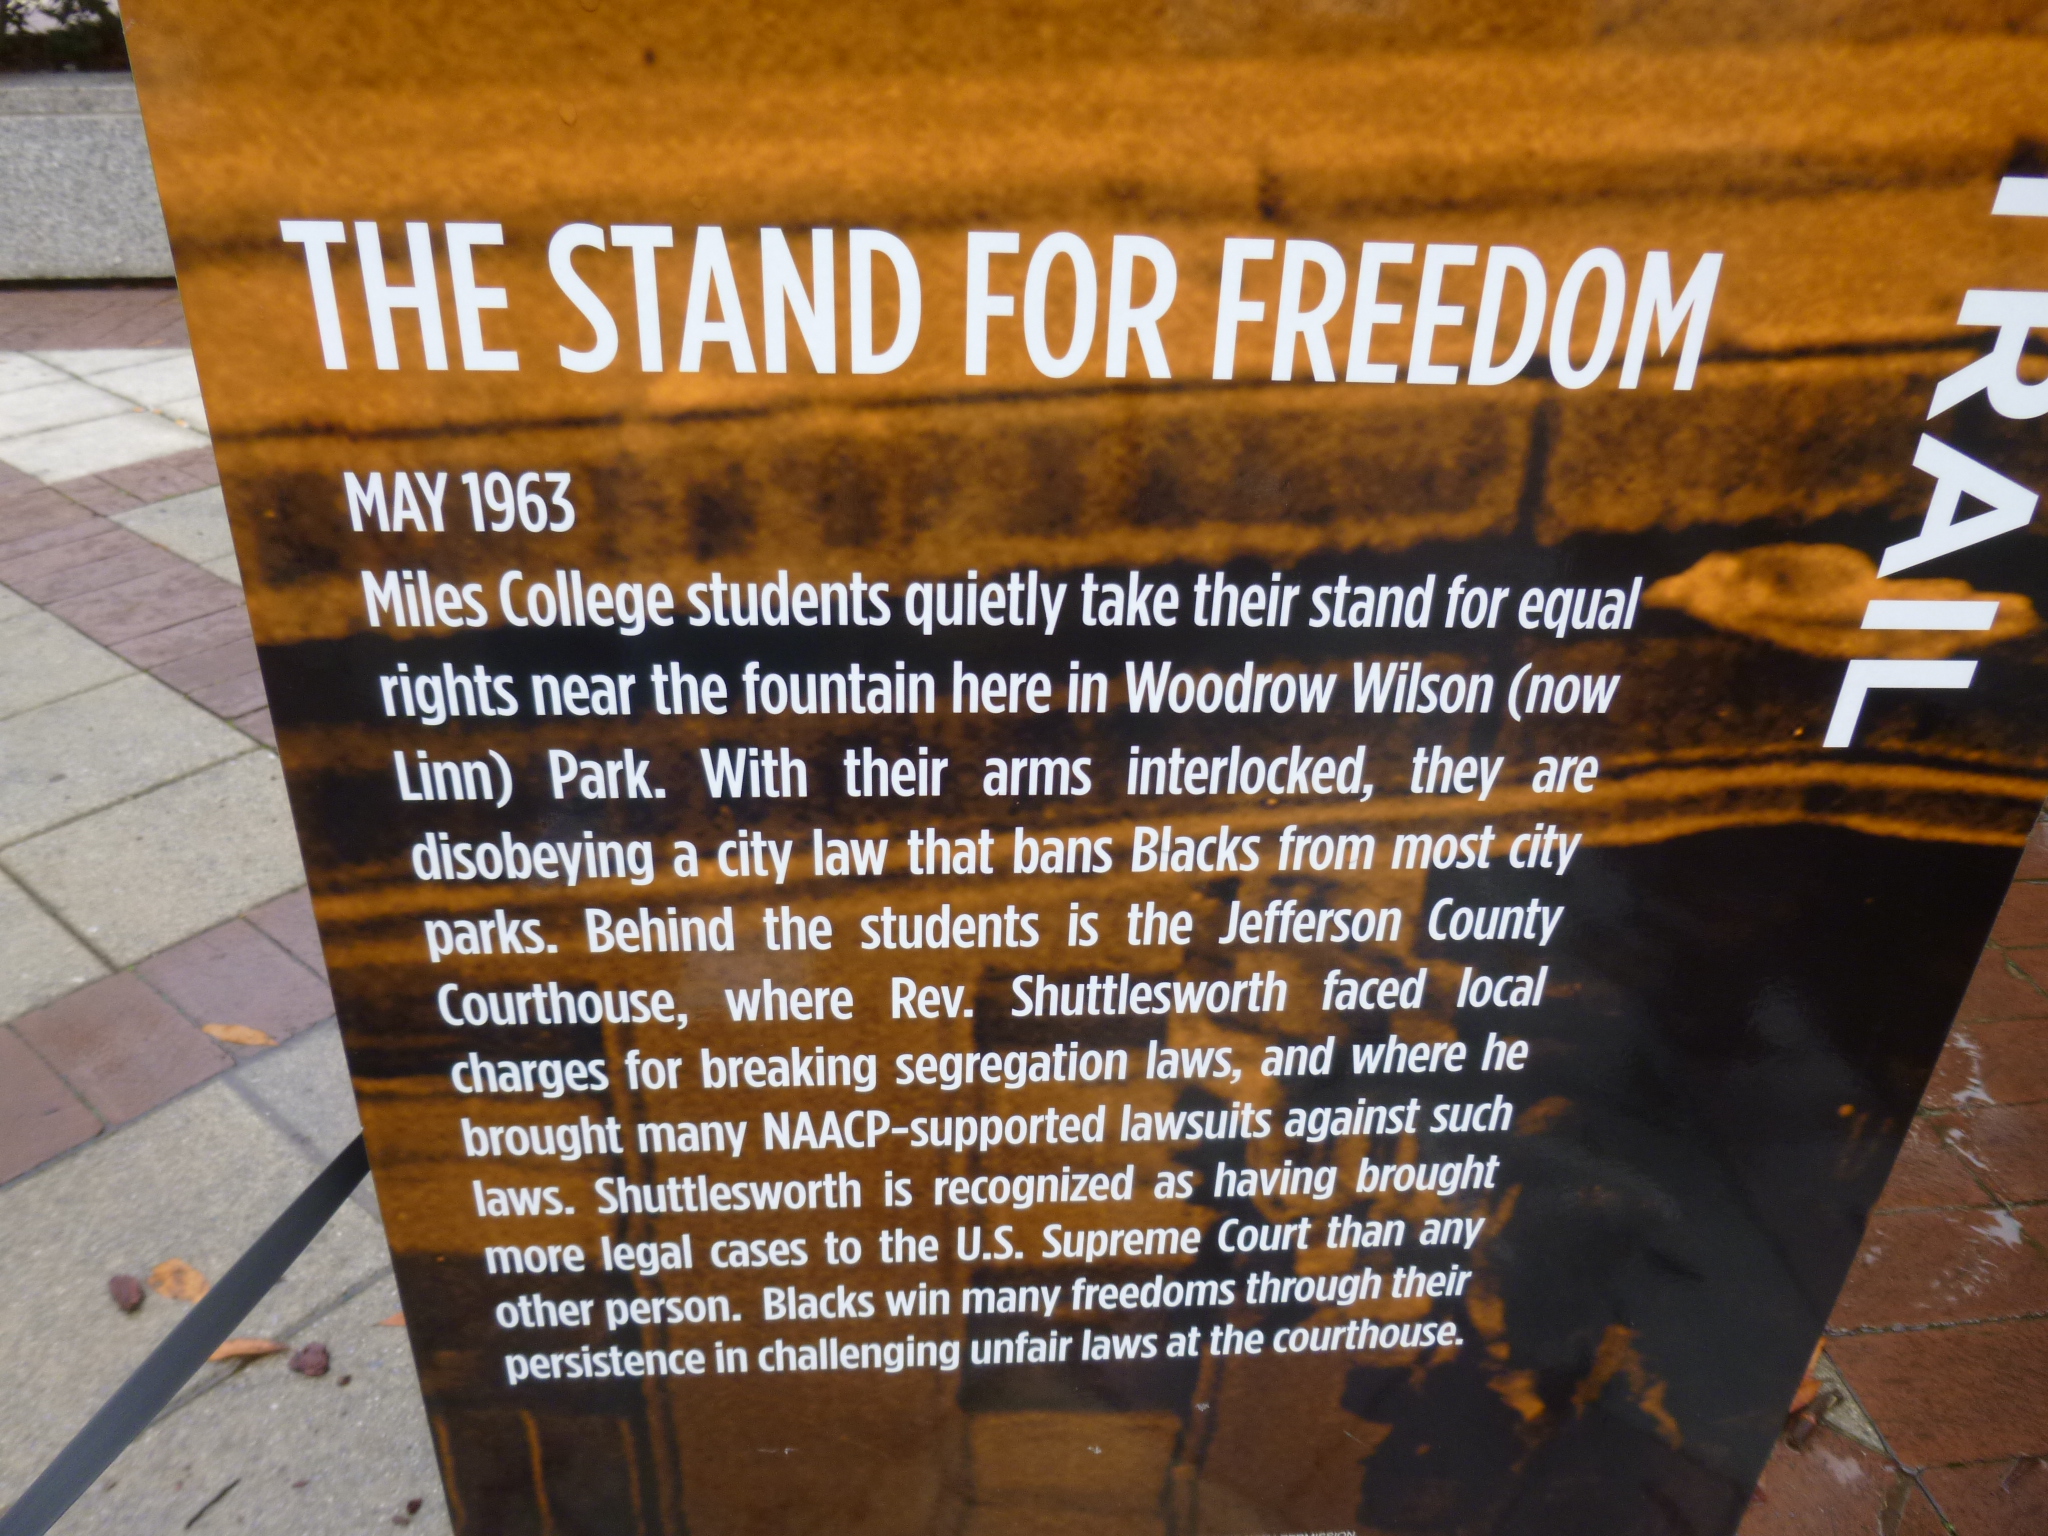 THE STAND FOR FREEDOM
MAY 1963
Miles College students quietly take their stand for equal
rights near the fountain here in Woodrow Wilson (now
Linn) Park. With their arms interlocked, they are
disobeying a city law that bans Blacks from most city
parks. Behind the students is the Jefferson County
Courthouse, where Rev. Shuttlesworth faced local
charges for breaking segregation laws, and where he
brought many NAACP-supported lawsuits against such
laws. Shuttlesworth is recognized as having brought
more legal cases to the U.S. Supreme Court than any
other person. Blacks win many freedoms through their
persistence in challenging unfair laws at the courthouse.
TRAIL